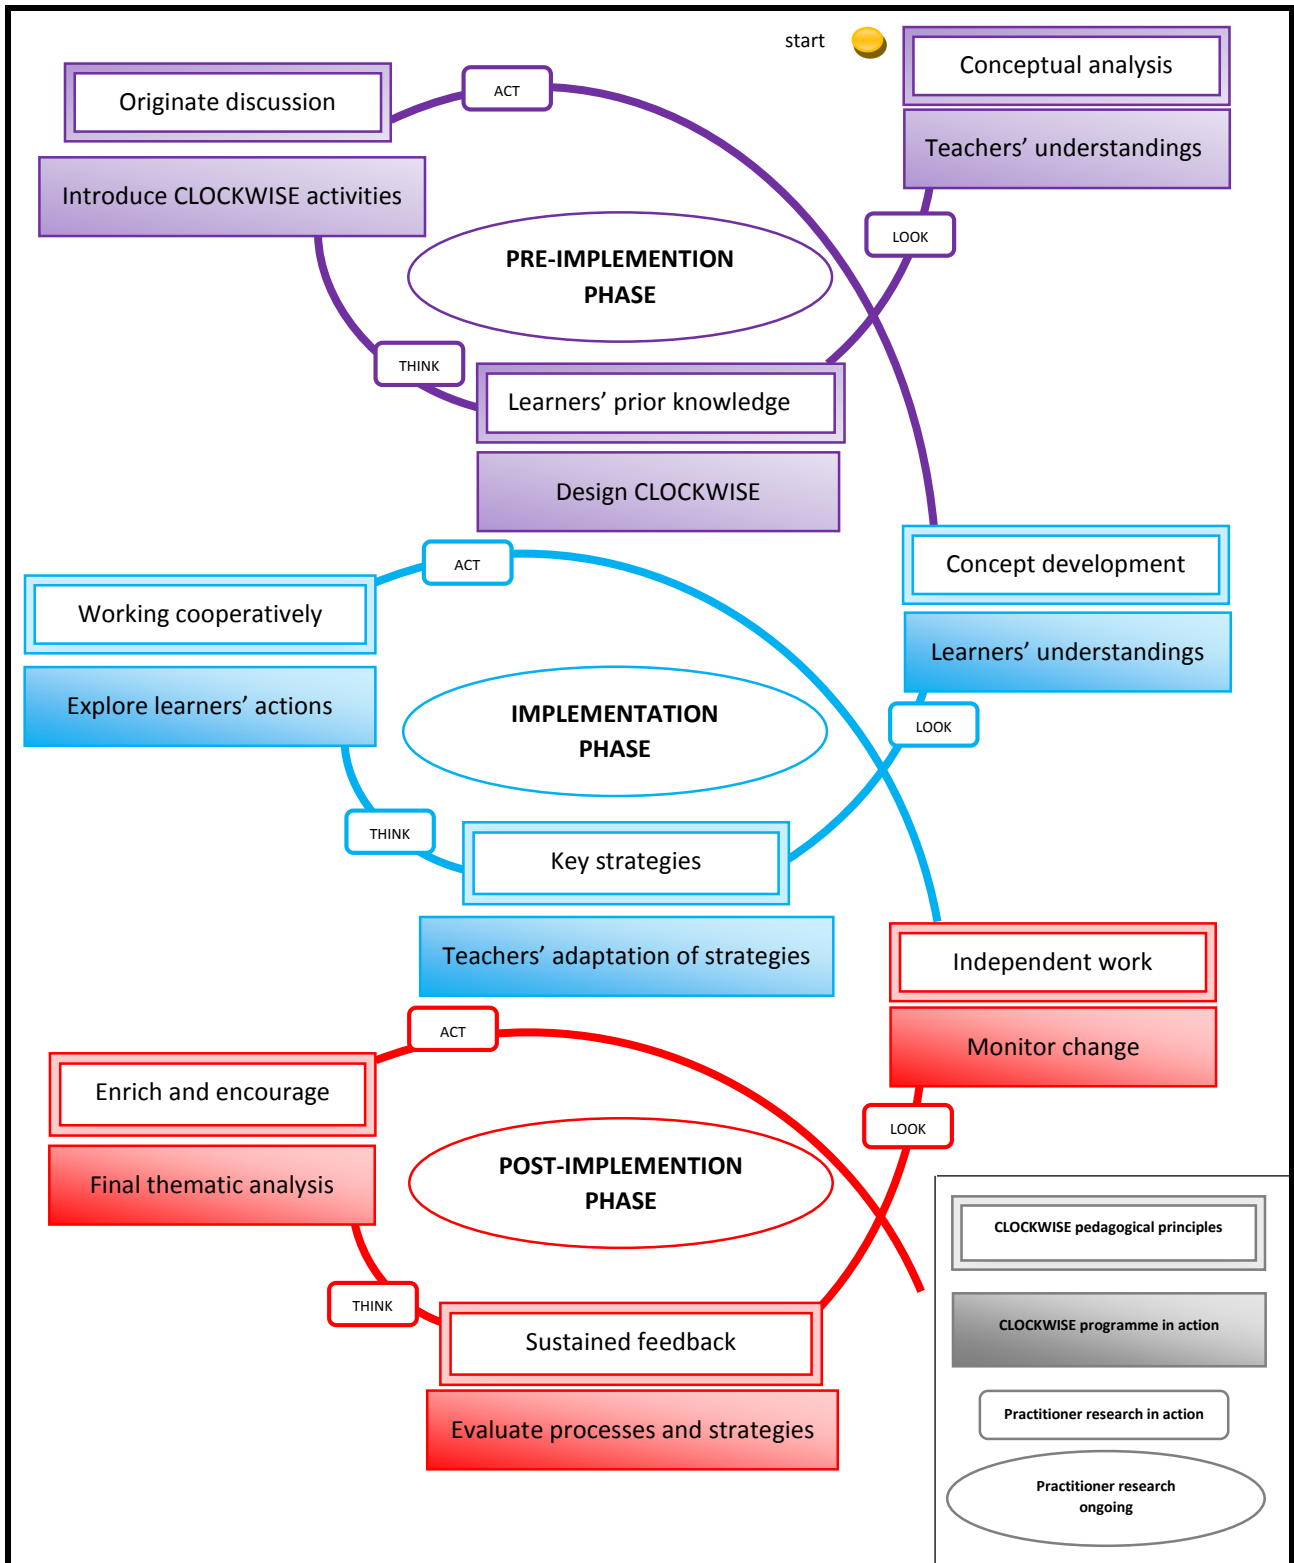 start
Conceptual analysis
Teachers’ understandings
LOOK
Originate discussion
ACT
Introduce CLOCKWISE activities
PRE-IMPLEMENTION
PHASE
THINK
Learners’ prior knowledge
Design CLOCKWISE
ACT
Concept development
Learners’ understandings
LOOK
Working cooperatively
Explore learners’ actions
IMPLEMENTATION
PHASE
THINK
Key strategies
Teachers’ adaptation of strategies
Independent work
Monitor change
LOOK
ACT
Enrich and encourage
Final thematic analysis
POST-IMPLEMENTION
PHASE
THINK
Sustained feedback
Evaluate processes and strategies
CLOCKWISE pedagogical principles
CLOCKWISE programme in action
Practitioner research in action
Practitioner research
ongoing